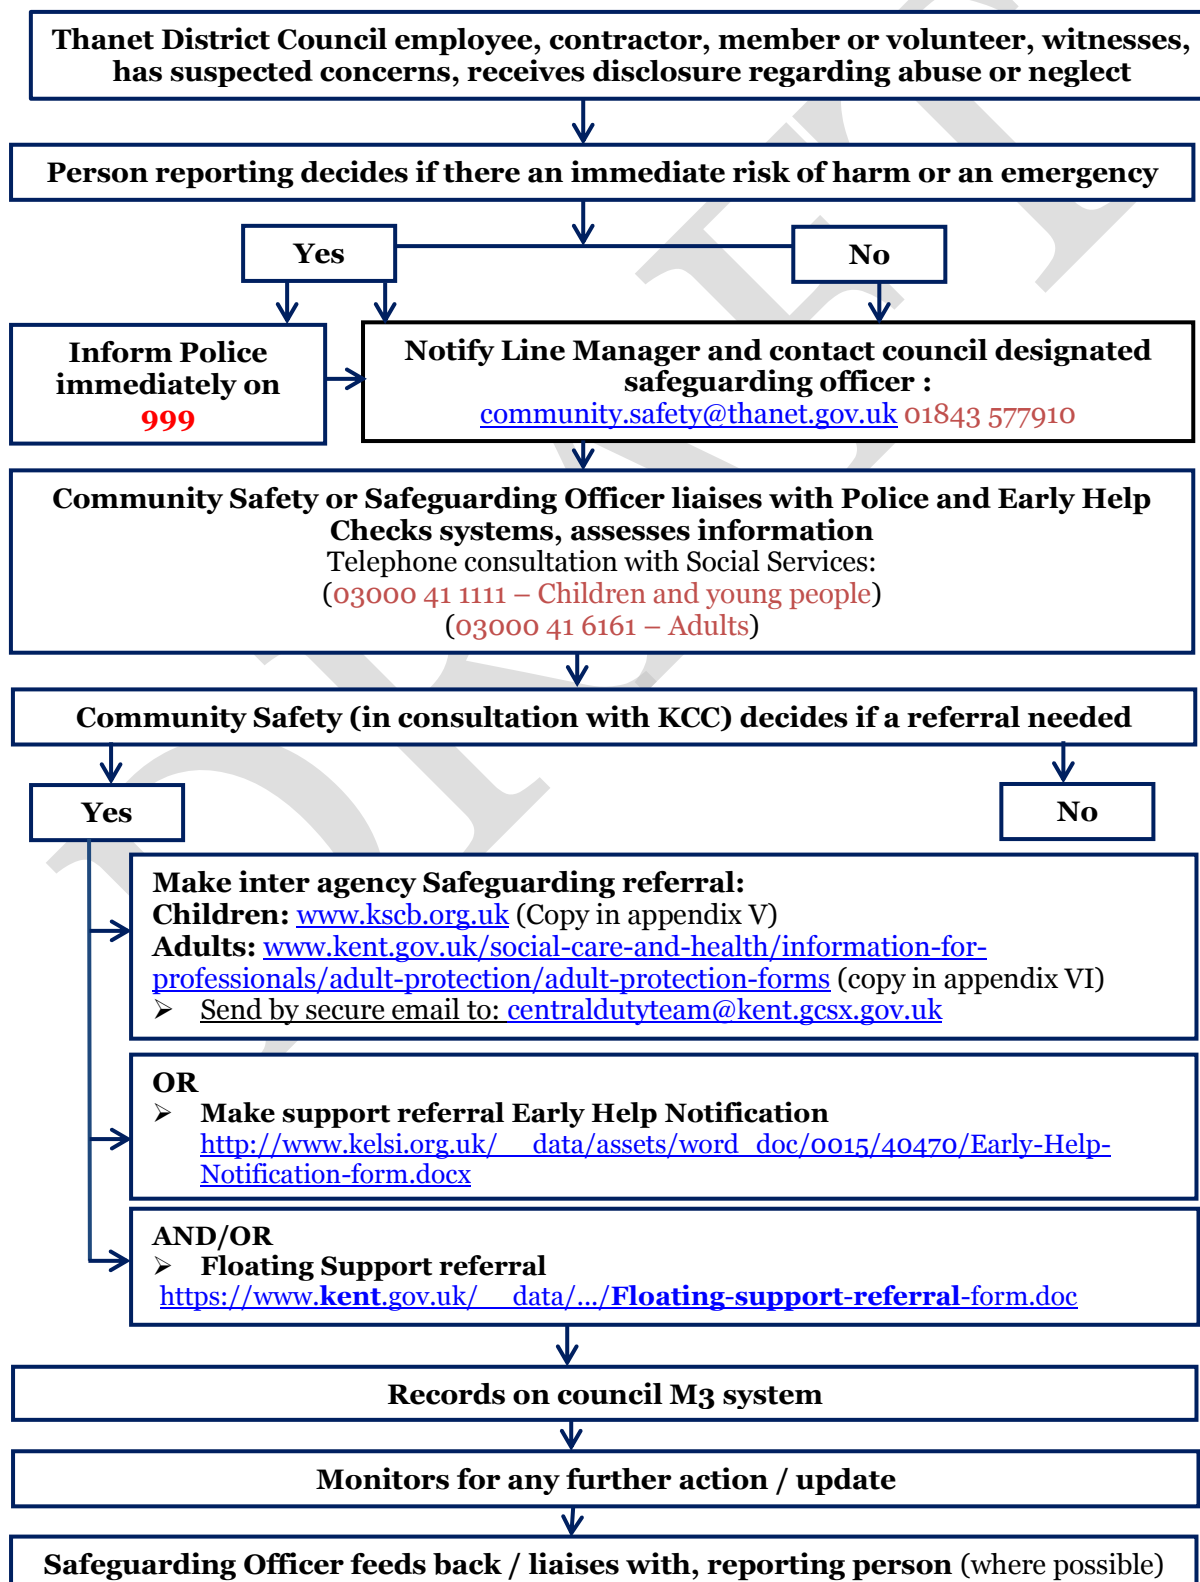 Thanet District Council employee, contractor, member or volunteer, witnesses,
has suspected concerns, receives disclosure regarding abuse or neglect
Person reporting decides if there an immediate risk of harm or an emergency
Yes
No
Inform Police
immediately on
999
Notify Line Manager and contact council designated
safeguarding officer :
community.safety@thanet.gov.uk 01843 577910
Community Safety or Safeguarding Officer liaises with Police and Early Help
Checks systems, assesses information
Telephone consultation with Social Services:
(03000 41 1111 – Children and young people)
(03000 41 6161 – Adults)
Community Safety (in consultation with KCC) decides if a referral needed
Yes
No
Make inter agency Safeguarding referral:
Children: www.kscb.org.uk (Copy in appendix V)
Adults: www.kent.gov.uk/social-care-and-health/information-for-
professionals/adult-protection/adult-protection-forms (copy in appendix VI)
➢ Send by secure email to: centraldutyteam@kent.gcsx.gov.uk
OR
➢ Make support referral Early Help Notification
http://www.kelsi.org.uk/__data/assets/word_doc/0015/40470/Early-Help-
Notification-form.docx
AND/OR
➢ Floating Support referral
https://www.kent.gov.uk/__data/.../Floating-support-referral-form.doc
Records on council M3 system
Monitors for any further action / update
Safeguarding Officer feeds back / liaises with, reporting person (where possible)
DRAFT